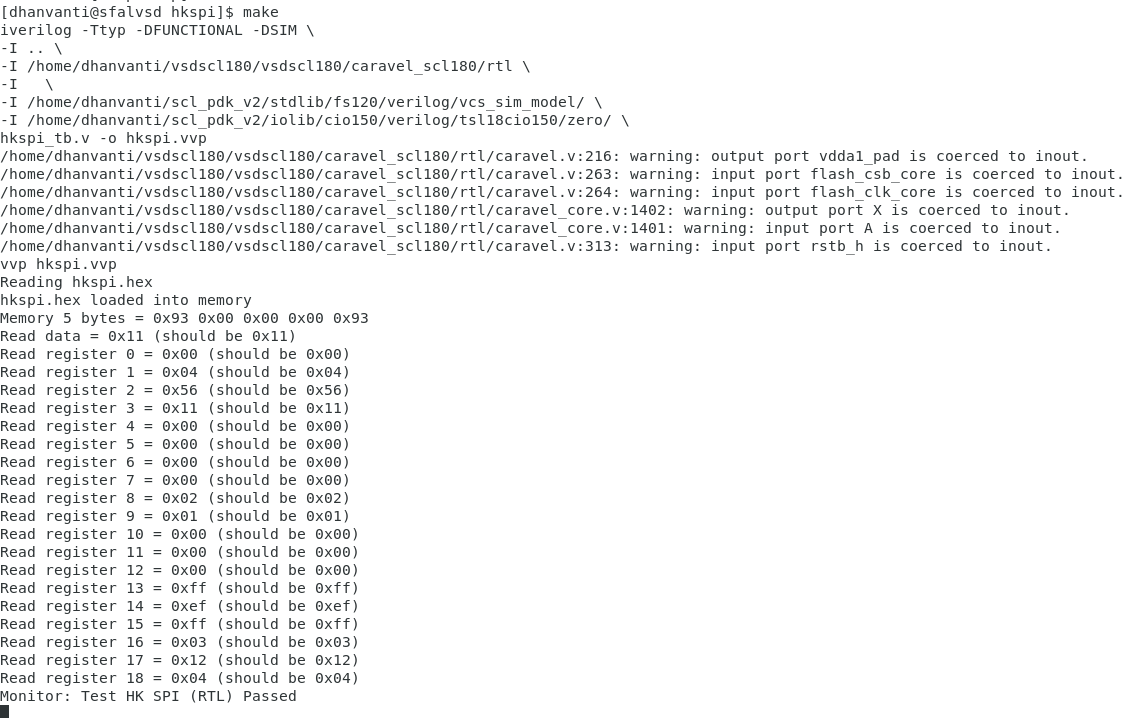 [dhanvanti@sfalvsd hkspi]$ make
iverilog -Ttyp -DFUNCTIONAL -DSIM \
-I .. \
-I /home/dhanvanti/vsdscl180/vsdscl180/caravel_scl180/rtl \
-I   \
-I /home/dhanvanti/scl_pdk_v2/stdlib/fs120/verilog/vcs_sim_model/ \
-I /home/dhanvanti/scl_pdk_v2/iolib/cio150/verilog/tsl18cio150/zero/ \
hkspi_tb.v -o hkspi.vvp
/home/dhanvanti/vsdscl180/vsdscl180/caravel_scl180/rtl/caravel.v:216: warning: output port vdda1_pad is coerced to inout.
/home/dhanvanti/vsdscl180/vsdscl180/caravel_scl180/rtl/caravel.v:263: warning: input port flash_csb_core is coerced to inout.
/home/dhanvanti/vsdscl180/vsdscl180/caravel_scl180/rtl/caravel.v:264: warning: input port flash_clk_core is coerced to inout.
/home/dhanvanti/vsdscl180/vsdscl180/caravel_scl180/rtl/caravel_core.v:1402: warning: output port X is coerced to inout.
/home/dhanvanti/vsdscl180/vsdscl180/caravel_scl180/rtl/caravel_core.v:1401: warning: input port A is coerced to inout.
/home/dhanvanti/vsdscl180/vsdscl180/caravel_scl180/rtl/caravel.v:313: warning: input port rstb_h is coerced to inout.
vvp hkspi.vvp
Reading hkspi.hex
hkspi.hex loaded into memory
Memory 5 bytes = 0x93 0x00 0x00 0x00 0x93
Read data = 0x11 (should be 0x11)
Read register 0 = 0x00 (should be 0x00)
Read register 1 = 0x04 (should be 0x04)
Read register 2 = 0x56 (should be 0x56)
Read register 3 = 0x11 (should be 0x11)
Read register 4 = 0x00 (should be 0x00)
Read register 5 = 0x00 (should be 0x00)
Read register 6 = 0x00 (should be 0x00)
Read register 7 = 0x00 (should be 0x00)
Read register 8 = 0x02 (should be 0x02)
Read register 9 = 0x01 (should be 0x01)
Read register 10 = 0x00 (should be 0x00)
Read register 11 = 0x00 (should be 0x00)
Read register 12 = 0x00 (should be 0x00)
Read register 13 = 0xff (should be 0xff)
Read register 14 = 0xef (should be 0xef)
Read register 15 = 0xff (should be 0xff)
Read register 16 = 0x03 (should be 0x03)
Read register 17 = 0x12 (should be 0x12)
Read register 18 = 0x04 (should be 0x04)
Monitor: Test HK SPI (RTL) Passed